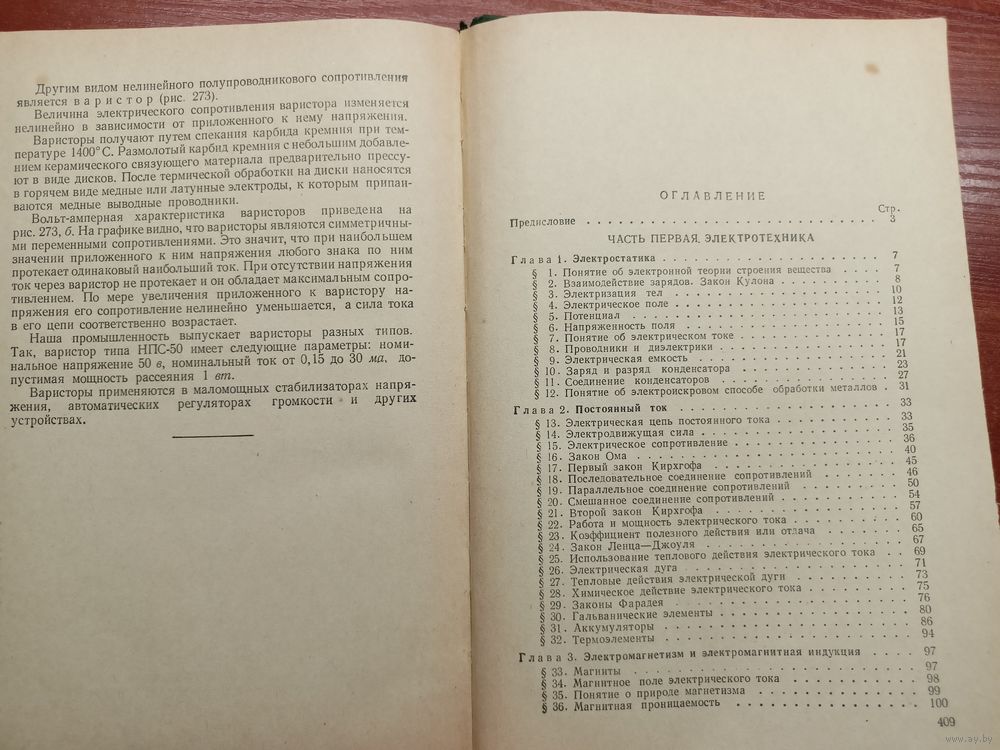 Другим видом нелинейного полупроводникового сопротивления
является варистор (рис. 273).
Величина электрического сопротивления варистора изменяется
нелинейно в зависимости от приложенного к нему напряжения.
Варисторы получают путем спекания карбида кремния при тем-
пературе 1400° С. Размолотый карбид кремния с небольшим добавле-
нием керамического связующего материала предварительно прессу-
ют в виде дисков. После термической обработки на диски наносятся
в горячем виде медные или латунные электроды, к которым припаи-
ваются медные выводные проводники.
Вольт-амперная характеристика варисторов приведена на
рис. 273, б. На графике видно, что варисторы являются симметричны-
ми переменными сопротивлениями. Это значит, что при наибольшем
значении приложенного к ним напряжения любого знака по ним
протекает одинаковый наибольший ток. При отсутствии напряжения
ток через варистор не протекает и он обладает максимальным сопро-
тивлением. По мере увеличения приложенного к варистору на-
пряжения его сопротивление нелинейно уменьшается, а сила тока
в его цепи соответственно возрастает.
Наша промышленность выпускает варисторы разных типов.
Так, варистор типа НПС-50 имеет следующие параметры: номи-
нальное напряжение 50 в, номинальный ток от 0,15 до 30 ма, до-
пустимая мощность рассеяния 1 вт.
Варисторы применяются в маломощных стабилизаторах напря-
жения, автоматических регуляторах громкости и других
устройствах.
ОГЛАВЛЕНИЕ
Стр.
Предисловие . . . . . 3
ЧАСТЬ ПЕРВАЯ. ЭЛЕКТРОТЕХНИКА
Глава 1. Электростатика . . . . . 7
§ 1. Понятие об электронной теории строения вещества . . . . 7
§ 2. Взаимодействие зарядов. Закон Кулона . . . . . 8
§ 3. Электризация тел . . . . . 10
§ 4. Электрическое поле . . . . . 12
§ 5. Потенциал . . . . . 13
§ 6. Напряженность поля . . . . . 15
§ 7. Понятие об электрическом токе . . . . . 17
§ 8. Проводники и диэлектрики . . . . . 17
§ 9. Электрическая емкость . . . . . 21
§ 10. Заряд и разряд конденсатора . . . . . 23
§ 11. Соединение конденсаторов . . . . . 27
§ 12. Понятие об электроискровом способе обработки металлов . 31
Глава 2. Постоянный ток . . . . . 33
§ 13. Электрическая цепь постоянного тока . . . . . 33
§ 14. Электродвижущая сила . . . . . 35
§ 15. Электрическое сопротивление . . . . . 36
§ 16. Закон Ома . . . . . 40
§ 17. Первый закон Кирхгофа . . . . . 45
§ 18. Последовательное соединение сопротивлений . . . . . 46
§ 19. Параллельное соединение сопротивлений . . . . . 50
§ 20. Смешанное соединение сопротивлений . . . . . 54
§ 21. Второй закон Кирхгофа . . . . . 57
§ 22. Работа и мощность электрического тока . . . . . 60
§ 23. Коэффициент полезного действия или отдача . . . . . 65
§ 24. Закон Ленца—Джоуля . . . . . 67
§ 25. Использование теплового действия электрического тока . . 69
§ 26. Электрическая дуга . . . . . 71
§ 27. Тепловые действия электрической дуги . . . . . 73
§ 28. Химическое действие электрического тока . . . . . 75
§ 29. Законы Фарадея . . . . . 76
§ 30. Гальванические элементы . . . . . 80
§ 31. Аккумуляторы . . . . . 86
§ 32. Термоэлементы . . . . . 94
Глава 3. Электромагнетизм и электромагнитная индукция . . . 97
§ 33. Магниты . . . . . 97
§ 34. Магнитное поле электрического тока . . . . . 98
§ 35. Понятие о природе магнетизма . . . . . 99
§ 36. Магнитная проницаемость . . . . . 100
409
www.ay.by